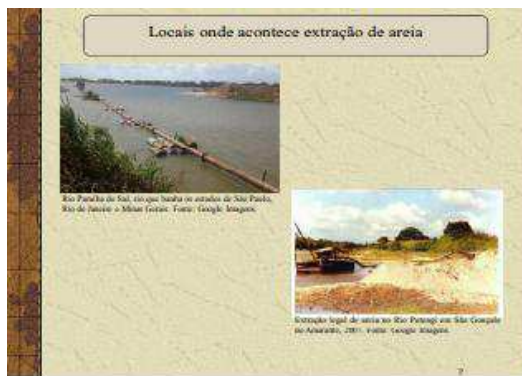 Locais onde acontece extração de areia
Rio Paraíba do Sul, rio que banha os estados de São Paulo,
Rio de Janeiro e Minas Gerais. Fonte: Google Imagens.
Extração legal de areia no Rio Potengi em São Gonçalo
do Amarante, 2007. Fonte: Google Imagens.